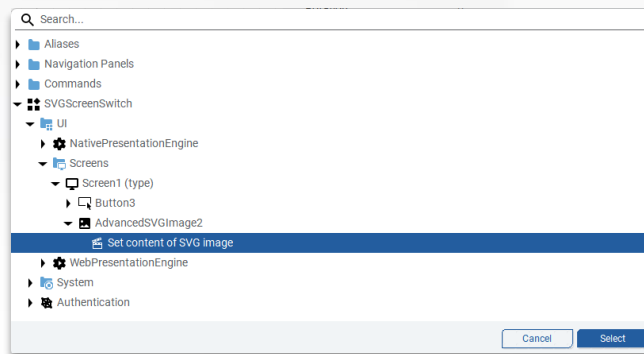 Search...
Aliases
Navigation Panels
Commands
SVGScreenSwitch
UI
NativePresentationEngine
Screens
Screen1 (type)
Button3
AdvancedSVGImage2
Set content of SVG image
WebPresentationEngine
System
Authentication
Cancel Select